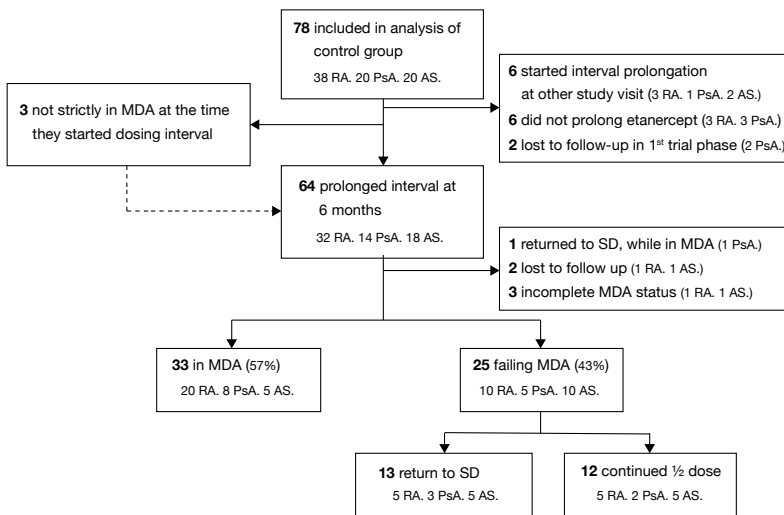 78 included in analysis of
control group
38 RA. 20 PsA. 20 AS.
6 started interval prolongation
at other study visit (3 RA. 1 PsA. 2 AS.)
6 did not prolong etanercept (3 RA. 3 PsA.)
2 lost to follow-up in 1st trial phase (2 PsA.)
3 not strictly in MDA at the time
they started dosing interval
64 prolonged interval at
6 months
32 RA. 14 PsA. 18 AS.
1 returned to SD, while in MDA (1 PsA.)
2 lost to follow up (1 RA. 1 AS.)
3 incomplete MDA status (1 RA. 1 AS.)
33 in MDA (57%)
20 RA. 8 PsA. 5 AS.
25 failing MDA (43%)
10 RA. 5 PsA. 10 AS.
13 return to SD
5 RA. 3 PsA. 5 AS.
12 continued ½ dose
5 RA. 2 PsA. 5 AS.